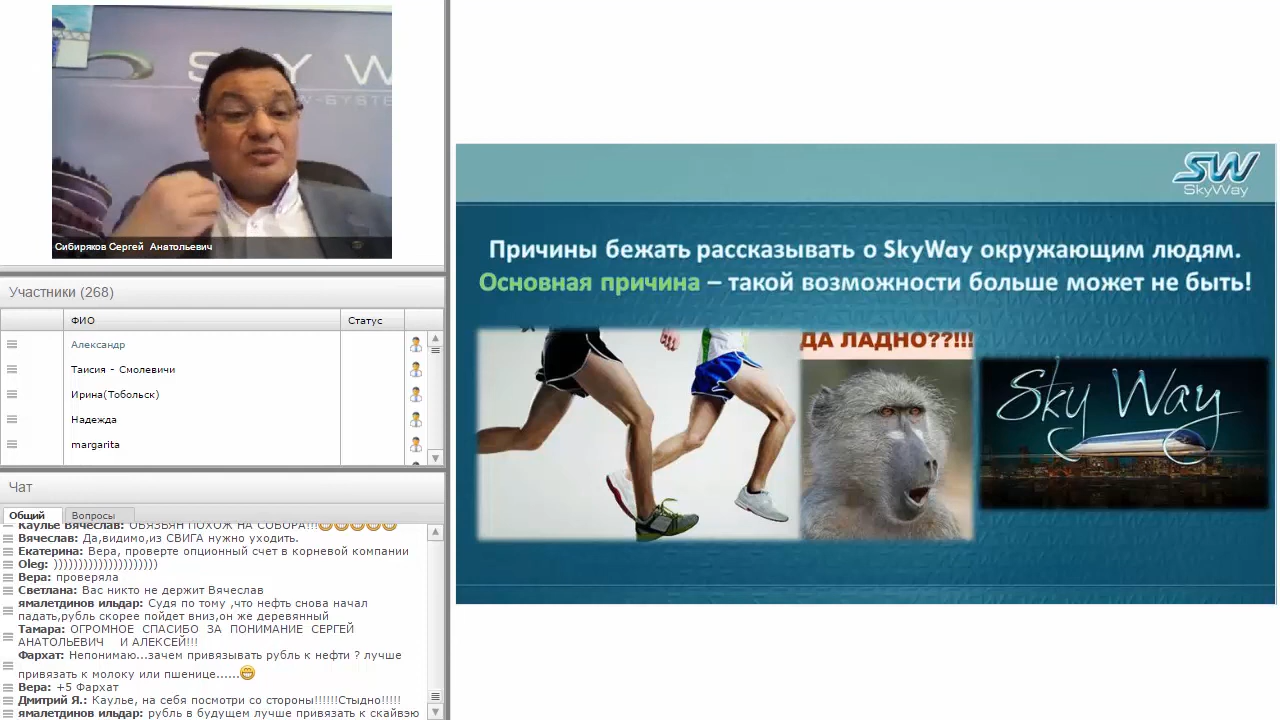 SKY W
Сибиряков Сергей Анатольевич
Участники (268)
ФИО
Статус
Александр
Таисия - Смолевичи
Ирина(Тобольск)
Надежда
margarita
Чат
Общий
Вопросы
Каулье Вячеслав: ОБЯЗЬЯН ПОХОЖ НА СОБОРА!!!
Вячеслав: Да,видимо,из СВИГА нужно уходить.
Екатерина: Вера, проверте опционный счет в корневой компании
Oleg: ))))))))))))))))))))))
Вера: проверяла
Светлана: Вас никто не держит Вячеслав
ямалетдинов ильдар: Судя по тому ,что нефть снова начал
падать,рубль скорее пойдет вниз,он же деревянный
Тамара: ОГРОМНОЕ СПАСИБО ЗА ПОНИМАНИЕ СЕРГЕЙ
АНАТОЛЬЕВИЧ И АЛЕКСЕЙ!!!
Фархат: Непонимаю...зачем привязывать рубль к нефти ? лучше
привязать к молоку или пшенице......
Вера: +5 Фархат
Дмитрий Я.: Каулье, на себя посмотри со стороны!!!!!!Стыдно!!!!!
ямалетдинов ильдар: рубль в будущем лучше привязать к скайвэю
SW
SkyWay
Причины бежать рассказывать о SkyWay окружающим людям.
Основная причина – такой возможности больше может не быть!
ДА ЛАДНО??!!!
Sky Way